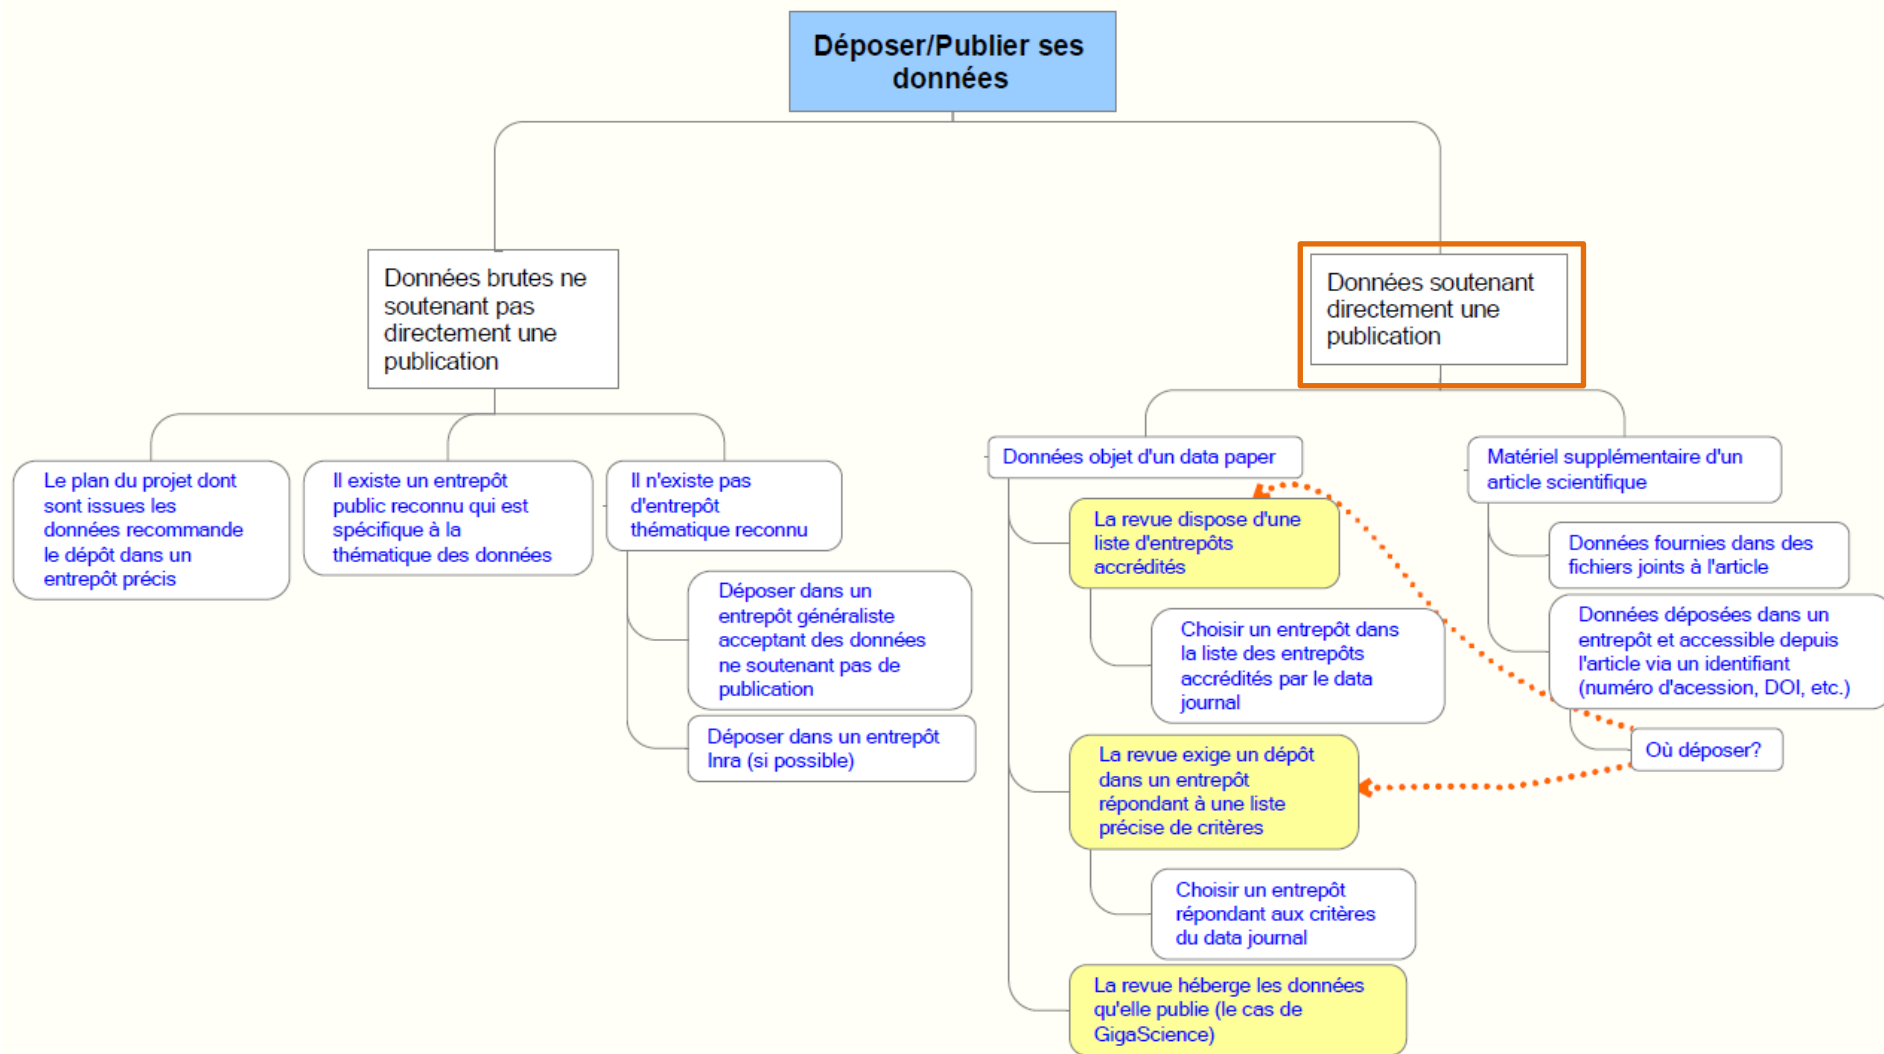 Déposer/Publier ses
données
Données brutes ne
soutenant pas
directement une
publication
Données soutenant
directement une
publication
Le plan du projet dont
sont issues les
données recommande
le dépôt dans un
entrepôt précis
Il existe un entrepôt
public reconnu qui est
spécifique à la
thématique des données
Il n'existe pas
d'entrepôt
thématique reconnu
Déposer dans un
entrepôt généraliste
acceptant des données
ne soutenant pas de
publication
Déposer dans un entrepôt
Inra (si possible)
Données objet d'un data paper
La revue dispose d'une
liste d'entrepôts
accrédités
Choisir un entrepôt dans
la liste des entrepôts
accrédités par le data
journal
La revue exige un dépôt
dans un entrepôt
répondant à une liste
précise de critères
Choisir un entrepôt
répondant aux critères
du data journal
La revue héberge les données
qu'elle publie (le cas de
GigaScience)
Matériel supplémentaire d'un
article scientifique
Données fournies dans des
fichiers joints à l'article
Données déposées dans un
entrepôt et accessible depuis
l'article via un identifiant
(numéro d'acession, DOI, etc.)
Où déposer?